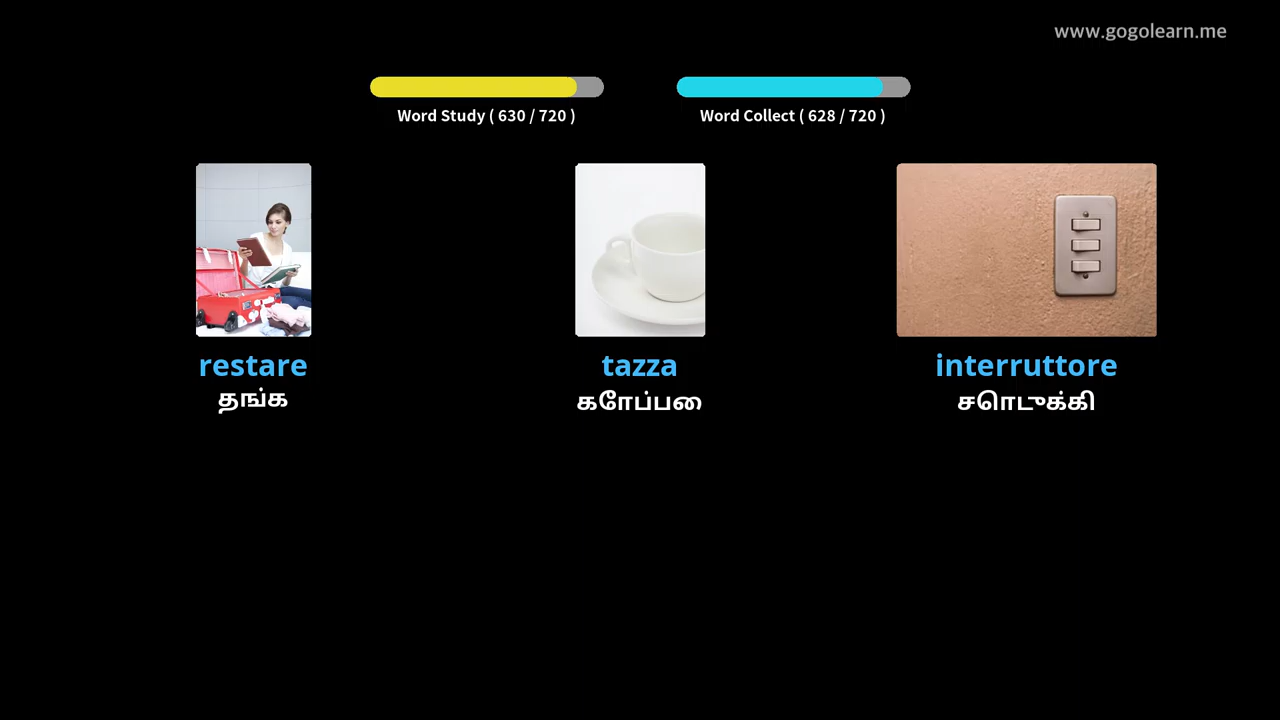 www.gogolearn.me
Word Study ( 630 / 720 )
Word Collect ( 628 / 720 )
restare
tazza
interruttore
தங்க
கோப்பை
சொடுக்கி